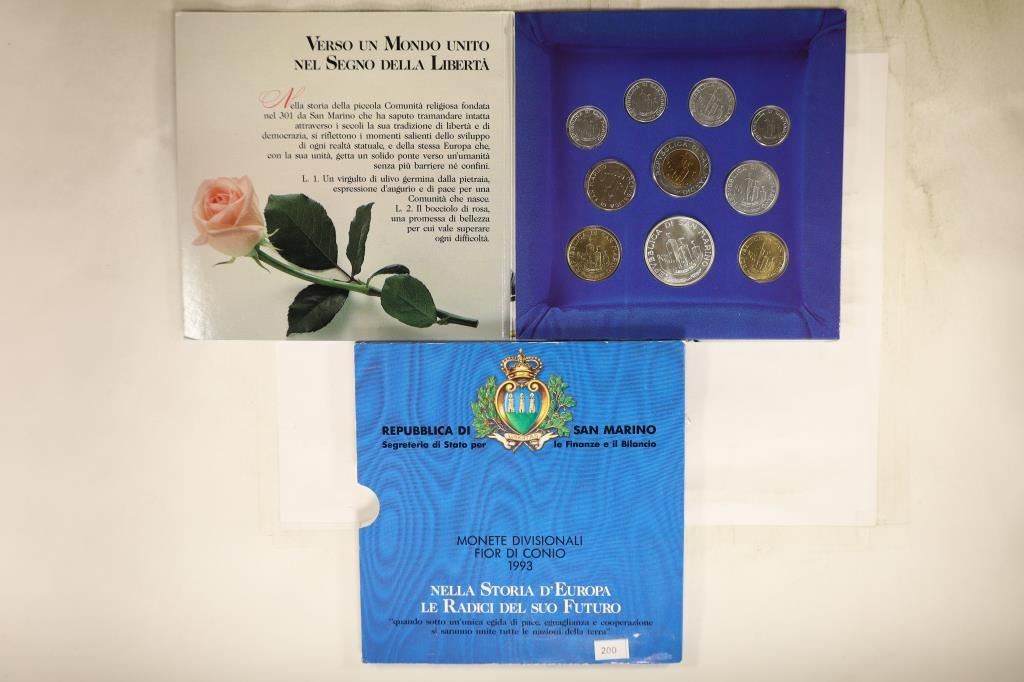 VERSO UN MONDO UNITO
NEL SEGNO DELLA LIBERTÀ
Nella storia della piccola Comunità religiosa fondata
nel 301 da San Marino che ha saputo tramandare intatta
attraverso i secoli la sua tradizione di libertà e di
democrazia, si riflettono i momenti salienti dello sviluppo
di ogni realtà statuale, e della stessa Europa che,
con la sua unità, getta un solido ponte verso un'umanità
senza più barriere né confini.
L. 1. Un virgulto di ulivo germina dalla pietraia,
espressione d'augurio e di pace per una
Comunità che nasce.
L. 2. Il bocciolo di rosa,
una promessa di bellezza
per cui vale superare
ogni difficoltà.
REPUBBLICA DI SAN MARINO
REPUBBLICA DI SAN MARINO
Segreteria di Stato per le Finanze e il Bilancio
MONETE DIVISIONALI
FIOR DI CONIO
1993
NELLA STORIA D'EUROPA
LE RADICI DEL SUO FUTURO
"quando sotto un'unica egida di pace, eguaglianza e cooperazione
si saranno unite tutte le nazioni della terra"
200